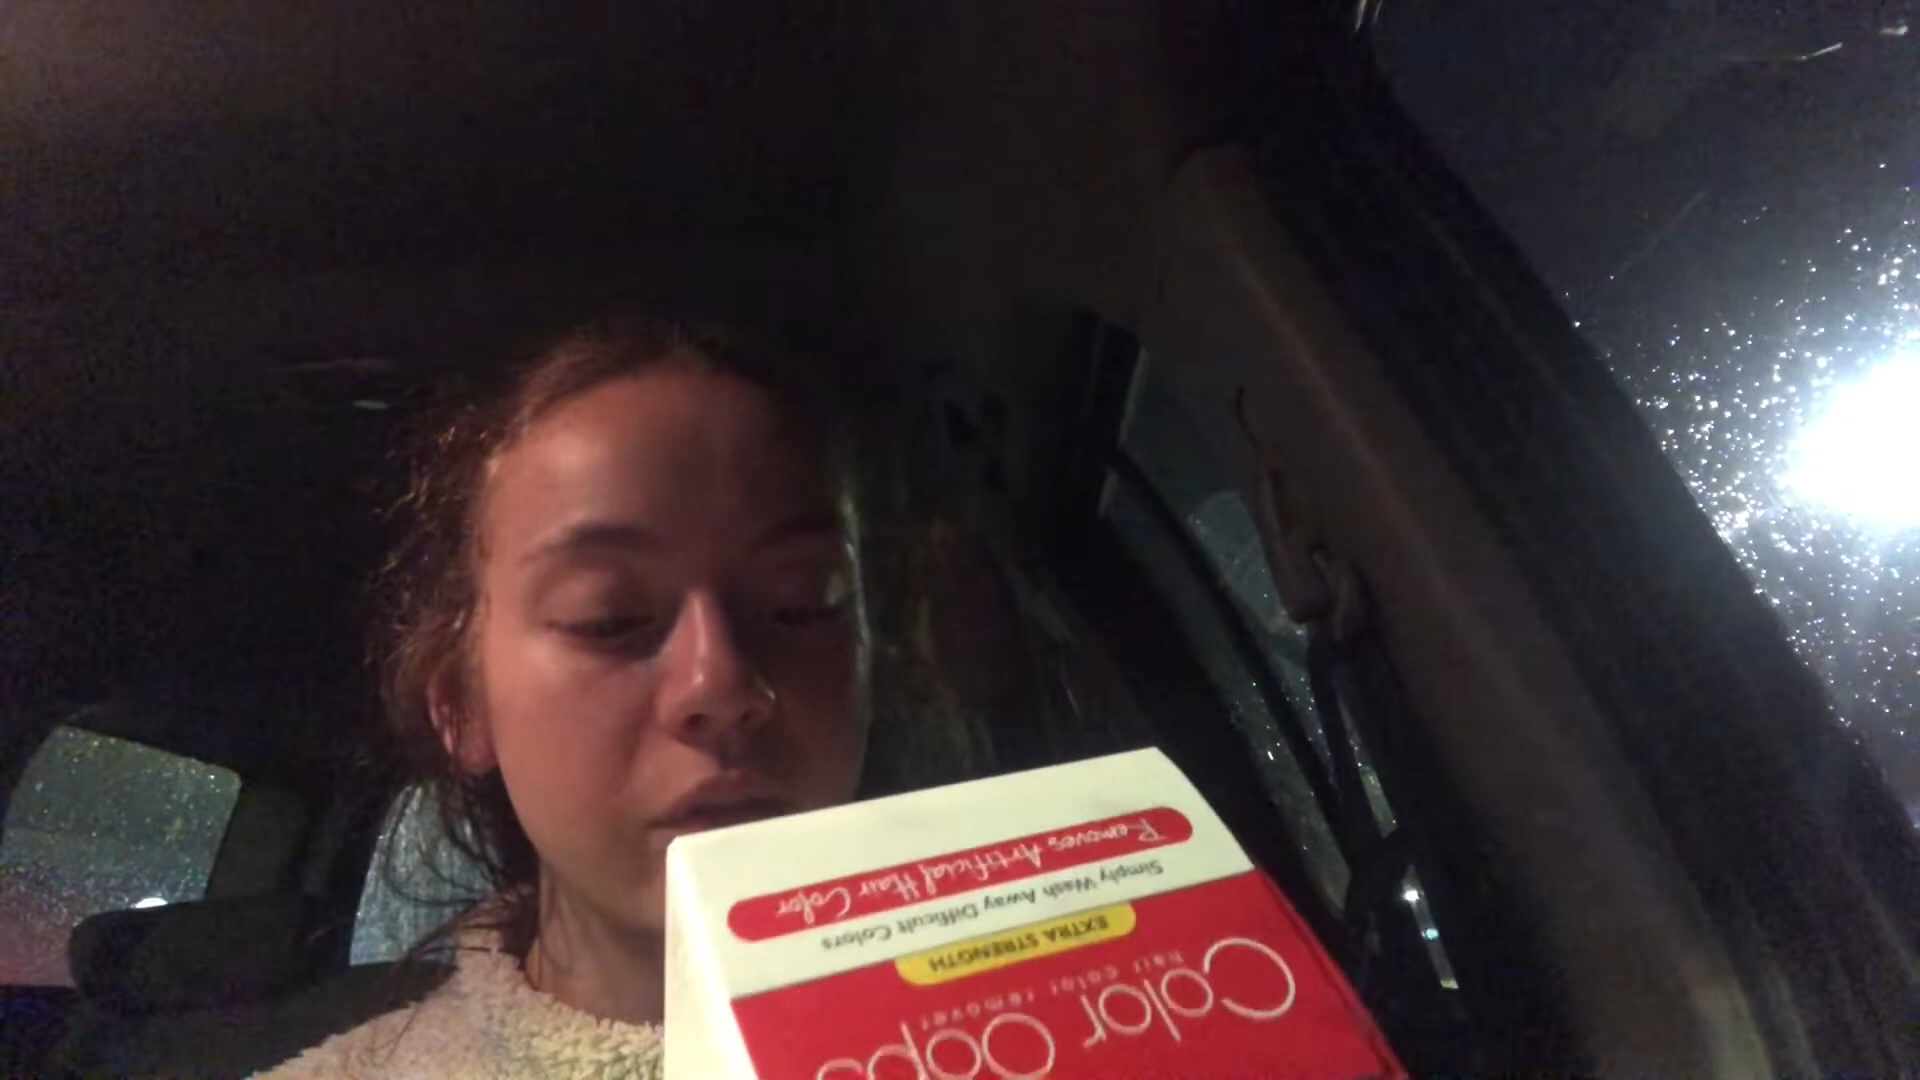 Color Oops
hair color remover
EXTRA STRENGTH
Simply Wash Away Difficult Colors
Removes Artificial Hair Color